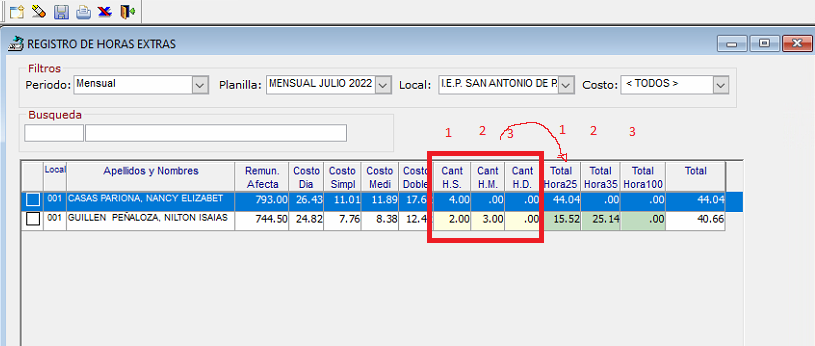 REGISTRO DE HORAS EXTRAS
Filtros
Periodo: Mensual Planilla: MENSUAL JULIO 2022 Local: I.E.P. SAN ANTONIO DE P. Costo: < TODOS >
Busqueda
1 2 3 1 2 3
Local Apellidos y Nombres Remun. Afecta Costo Dia Costo Simpl Costo Medi Costo Doble Cant H.S. Cant H.M. Cant H.D. Total Hora25 Total Hora35 Total Hora100 Total
001 CASAS PARIONA, NANCY ELIZABET 793.00 26.43 11.01 11.89 17.6 4.00 .00 .00 44.04 .00 .00 44.04
001 GUILLEN PEÑALOZA, NILTON ISAIAS 744.50 24.82 7.76 8.38 12.4 2.00 3.00 .00 15.52 25.14 .00 40.66